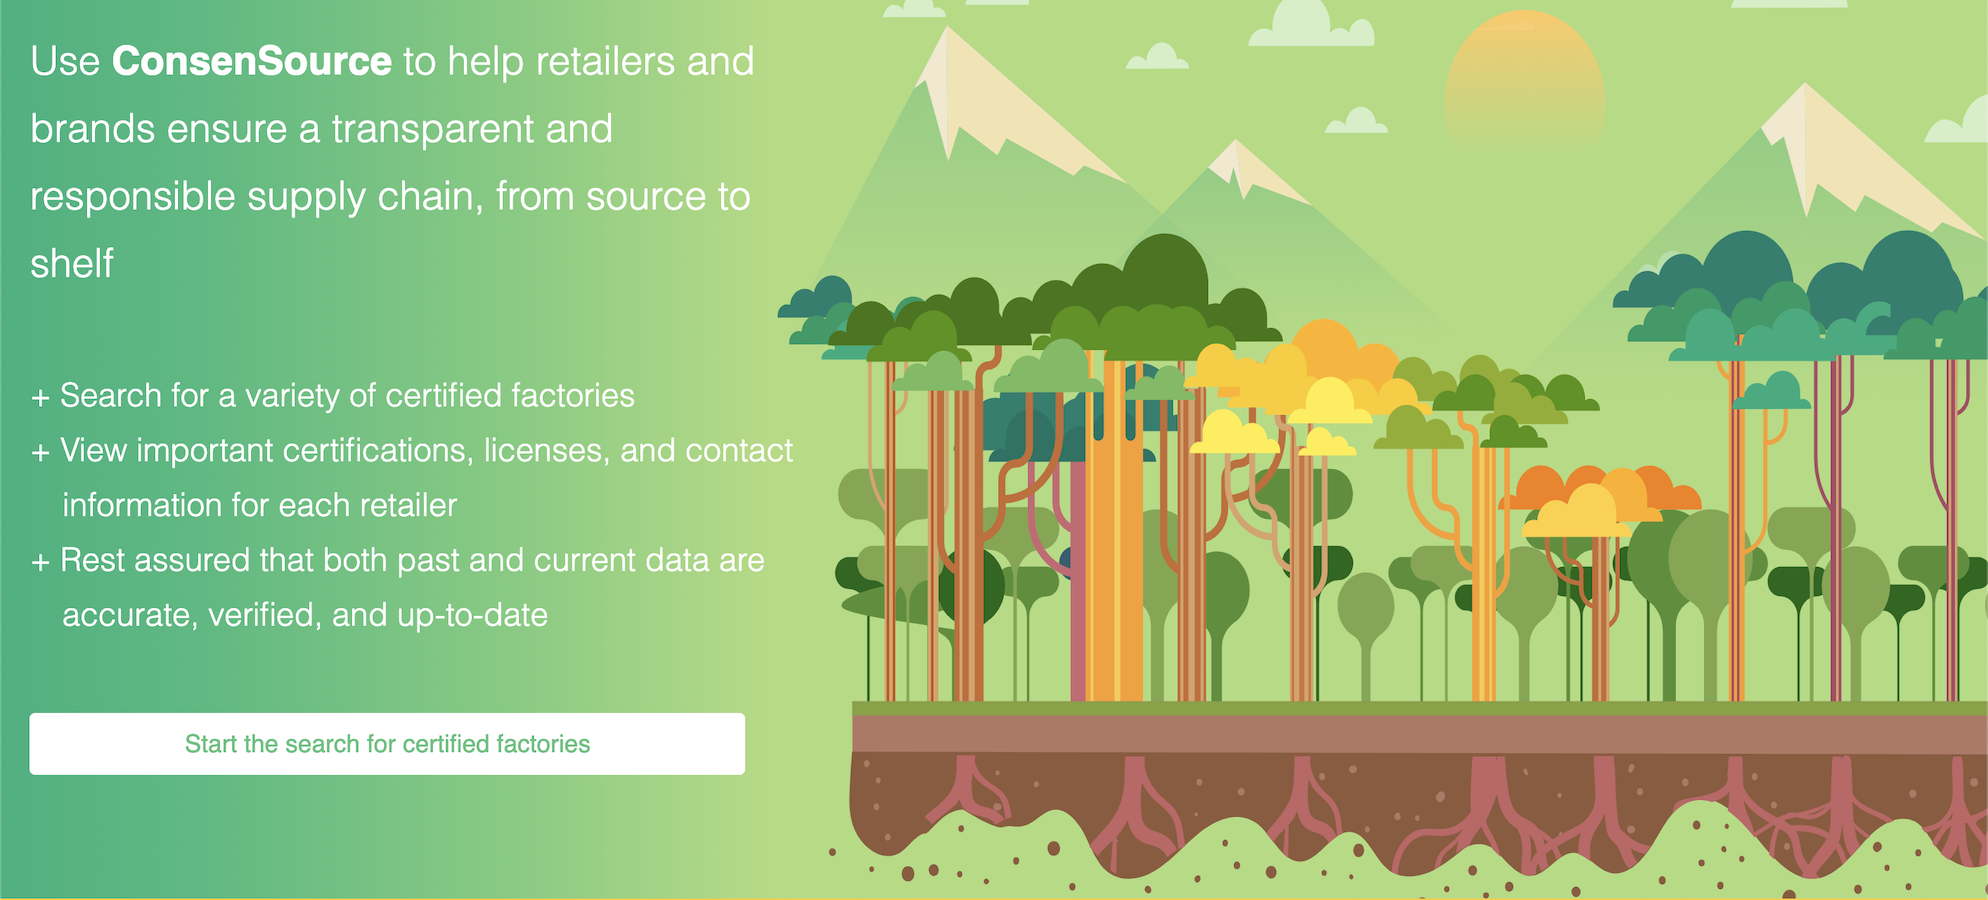 Use ConsenSource to help retailers and
brands ensure a transparent and
responsible supply chain, from source to
shelf
+ Search for a variety of certified factories
+ View important certifications, licenses, and contact
information for each retailer
+ Rest assured that both past and current data are
accurate, verified, and up-to-date
Start the search for certified factories